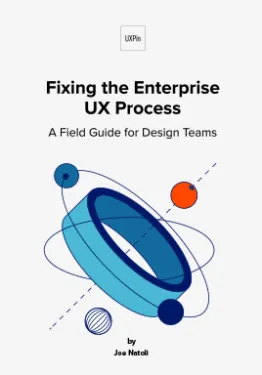 UXPin
Fixing the Enterprise
UX Process
A Field Guide for Design Teams
by
Joe Natoli